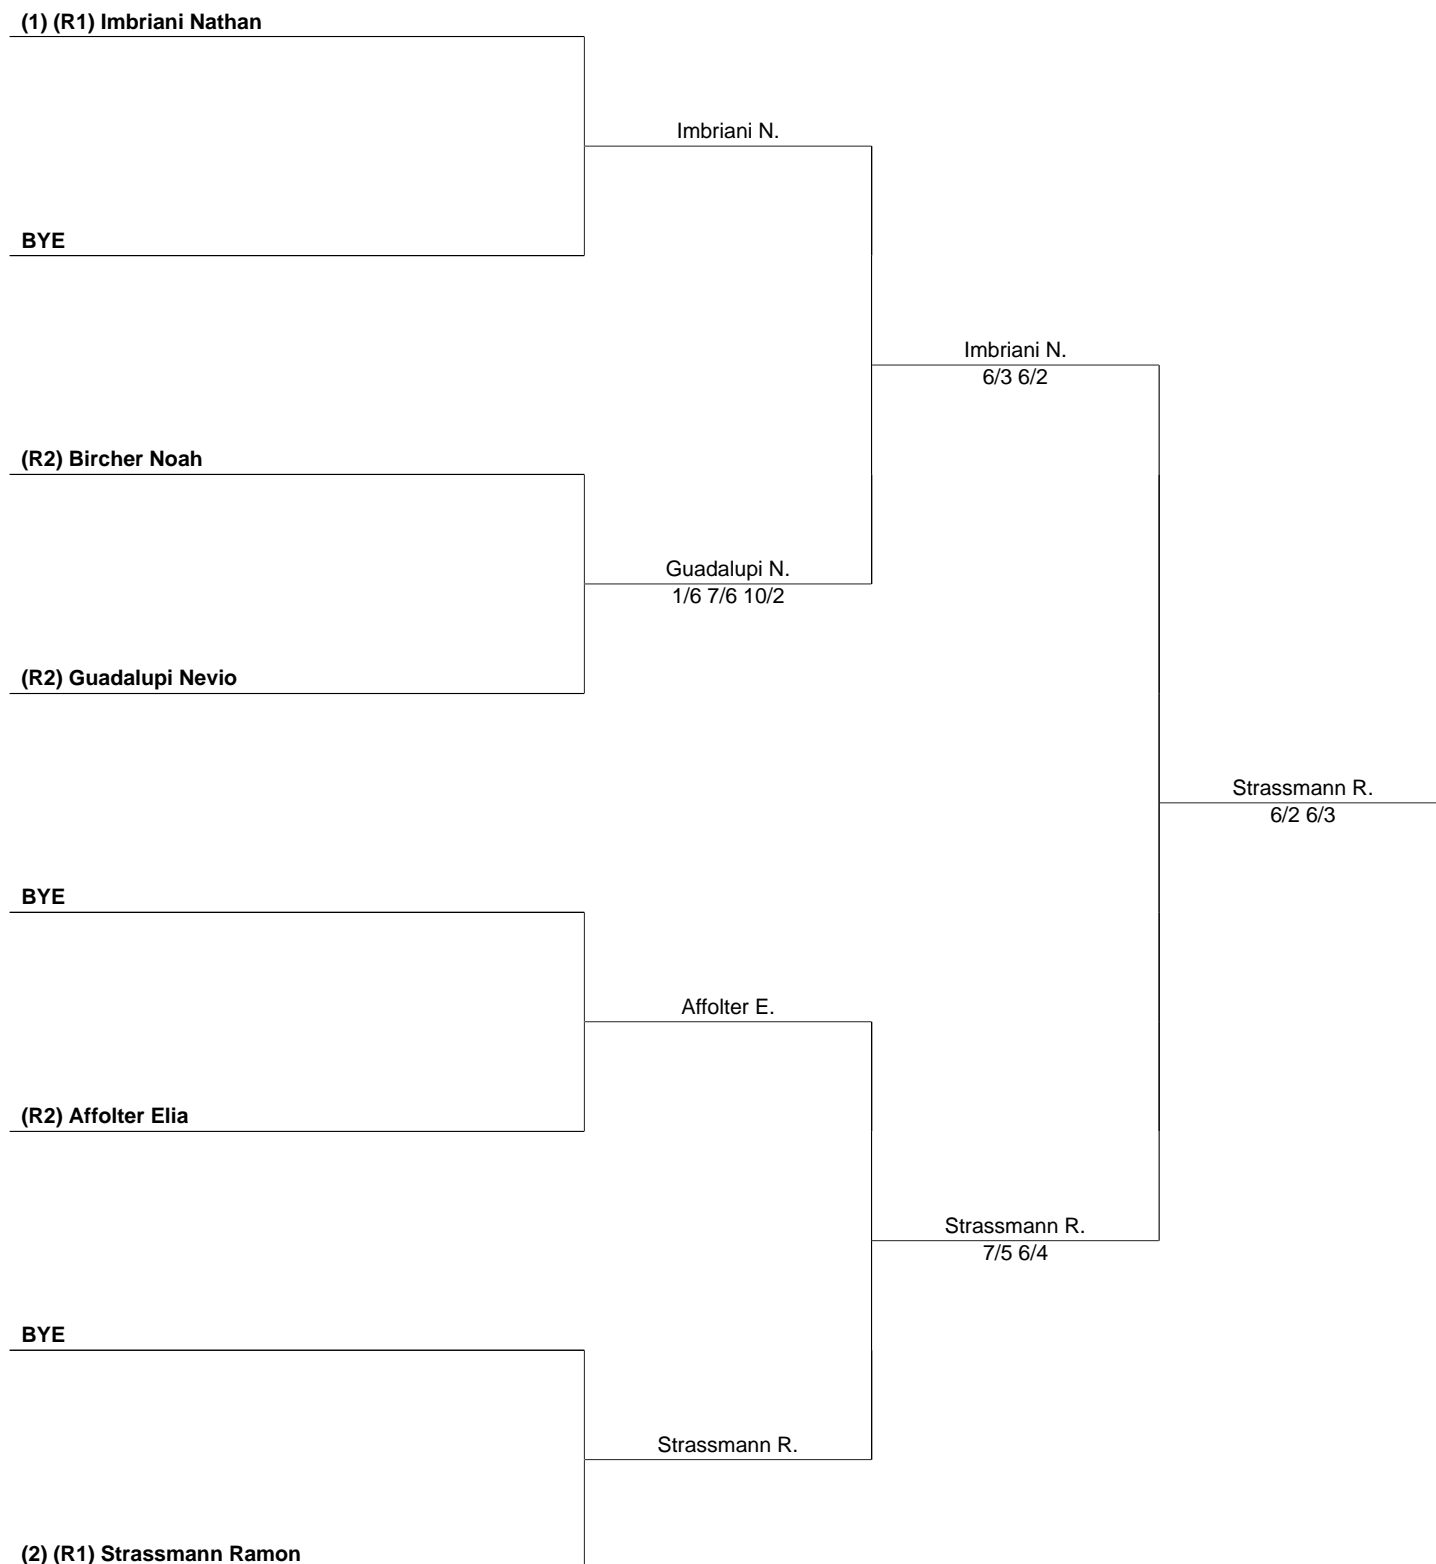 (1) (R1) Imbriani Nathan
Imbriani N.
BYE
Imbriani N.
6/3 6/2
(R2) Bircher Noah
Guadalupi N.
1/6 7/6 10/2
(R2) Guadalupi Nevio
Strassmann R.
6/2 6/3
BYE
Affolter E.
(R2) Affolter Elia
Strassmann R.
7/5 6/4
BYE
Strassmann R.
(2) (R1) Strassmann Ramon